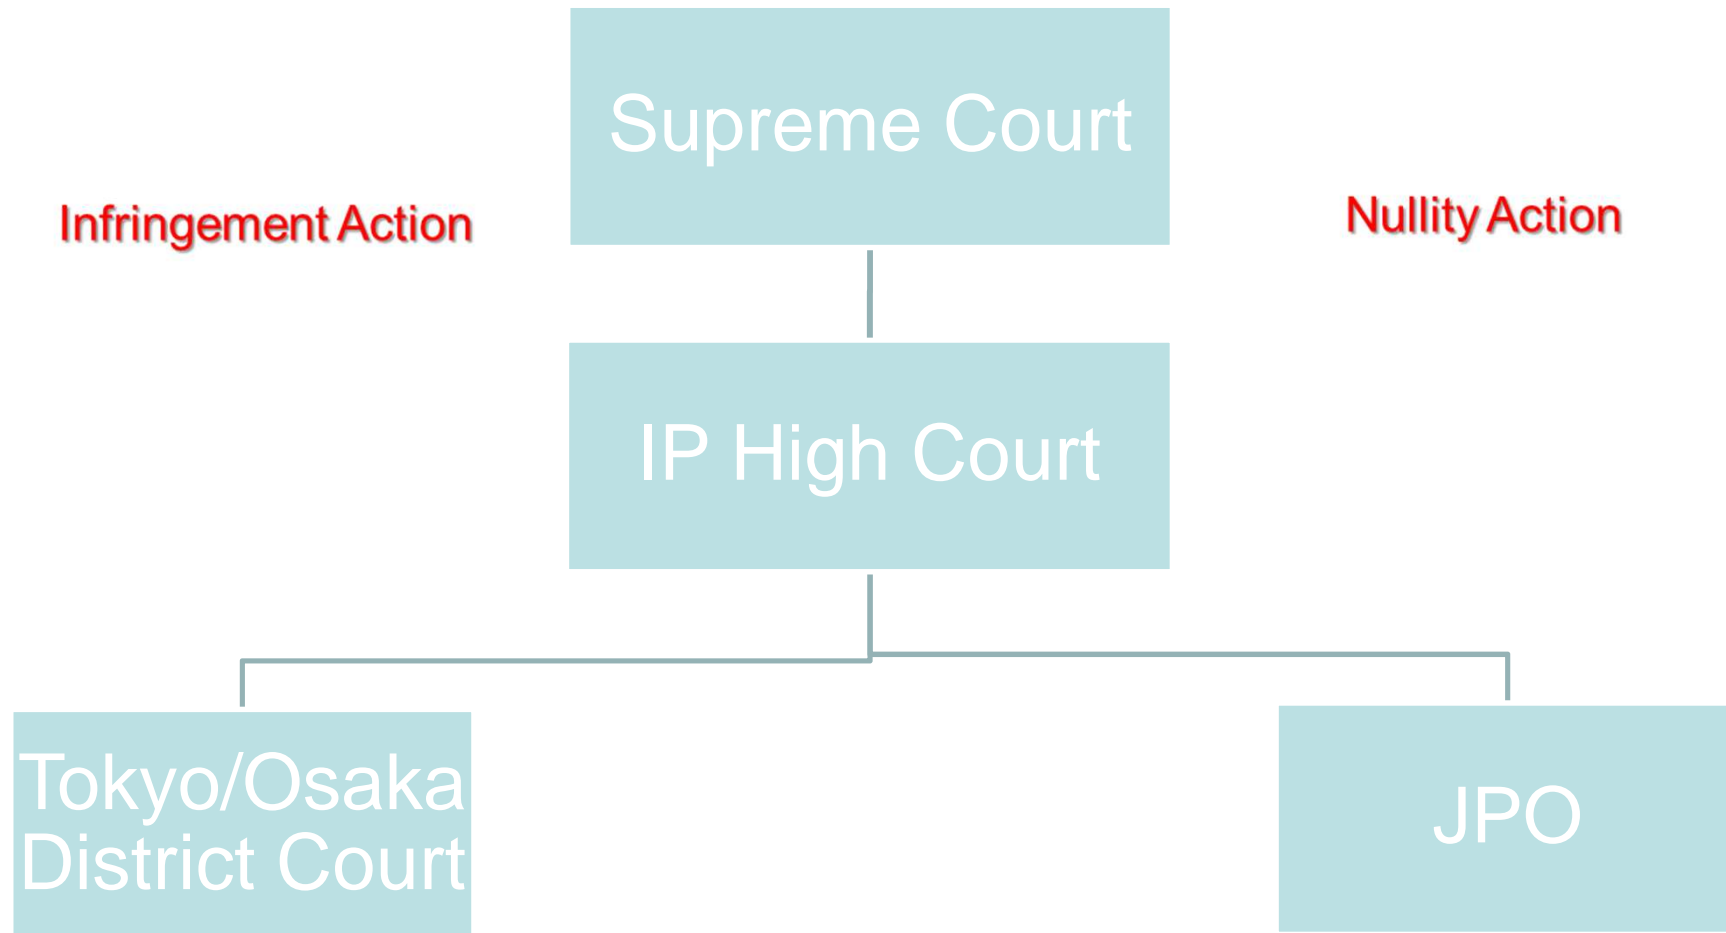 Supreme Court
Infringement Action
Nullity Action
IP High Court
Tokyo/Osaka
District Court
JPO